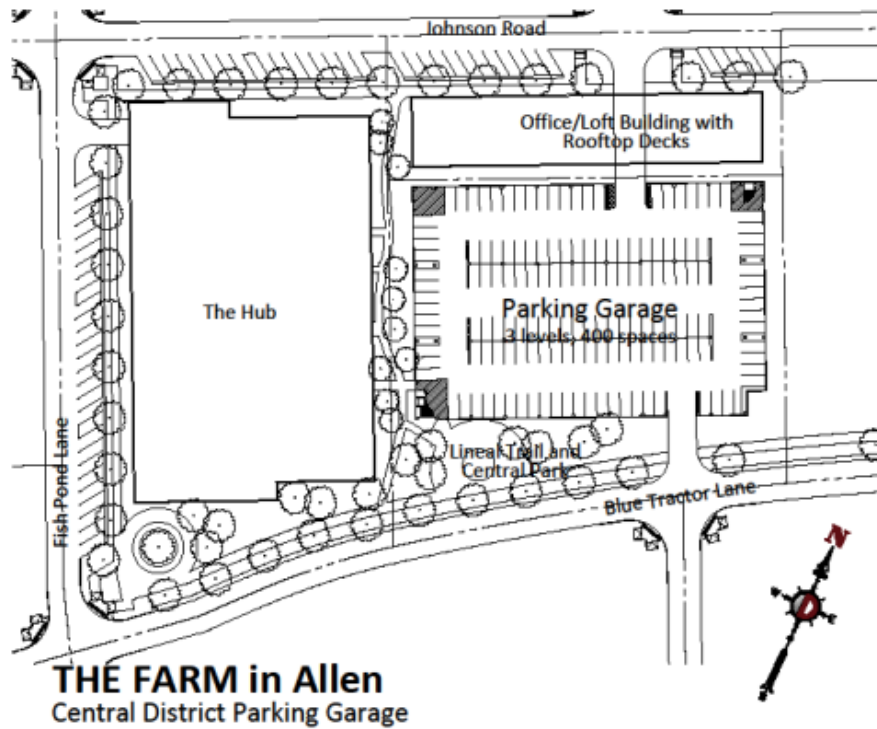 Johnson Road
Office/Loft Building with
Rooftop Decks
The Hub
Parking Garage
3 levels, 400 spaces
Fish Pond Lane
Linear Trail and
Central Park
Blue Tractor Lane
N
D
THE FARM in Allen
Central District Parking Garage